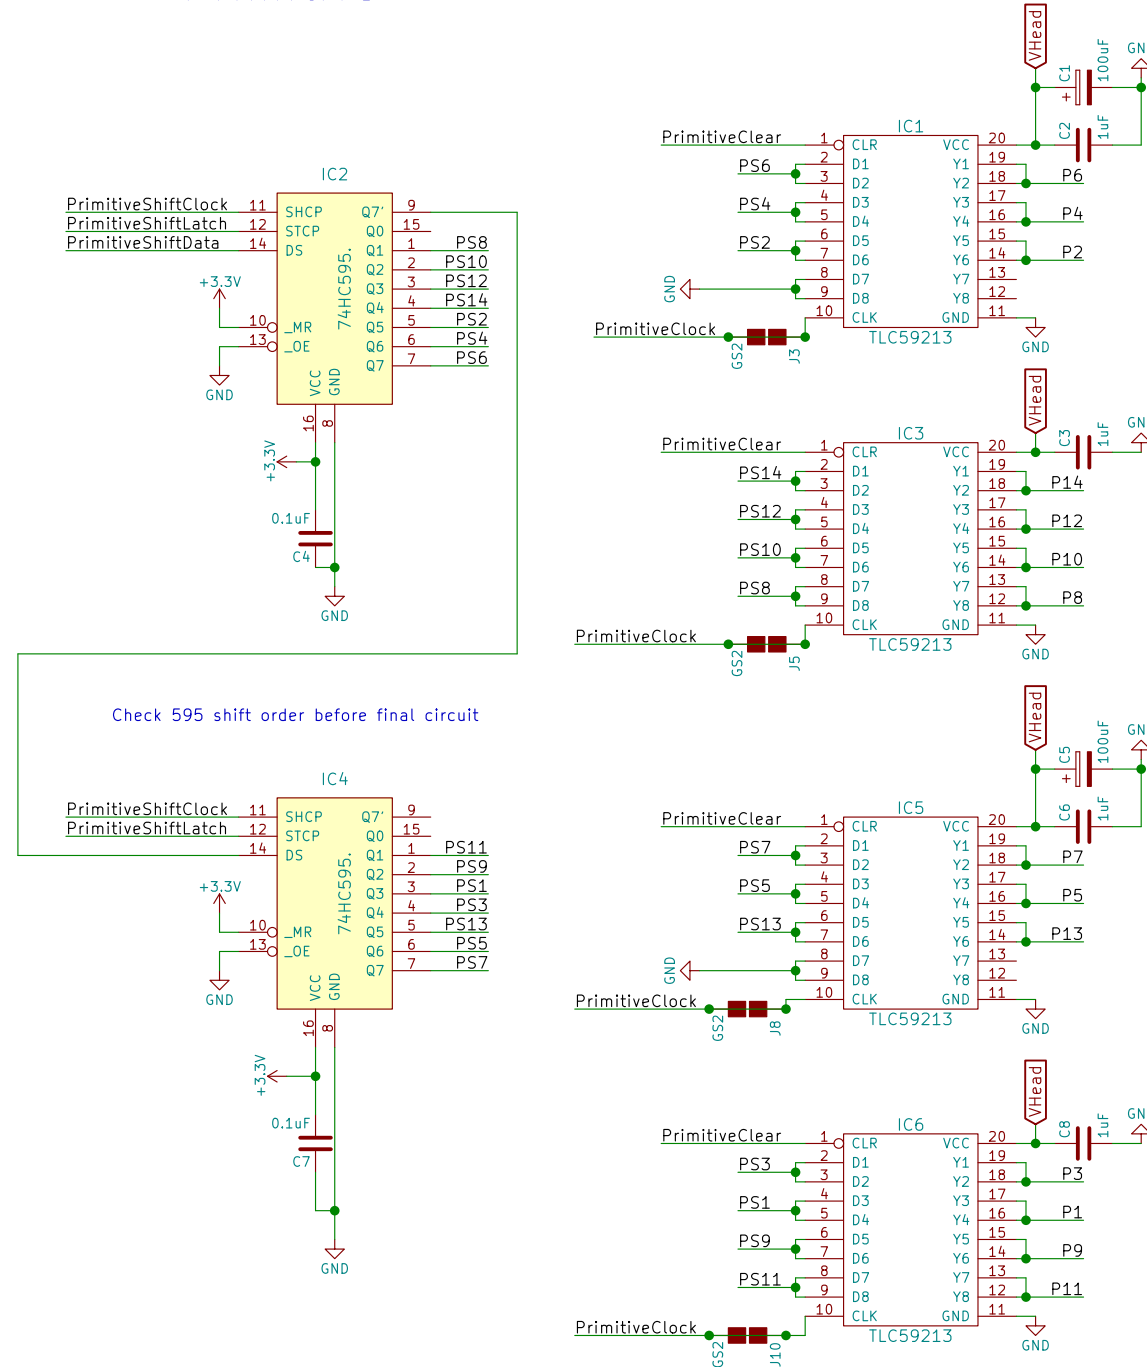 IC2
PrimitiveShiftClock 11 SHCP Q7' 9
PrimitiveShiftLatch 12 STCP Q0 15
PrimitiveShiftData 14 DS Q1 1 PS8
Q2 2 PS10
+3.3V Q3 3 PS12
Q4 4 PS14
10 _MR Q5 5 PS2
13 _OE Q6 6 PS4
Q7 7 PS6
74HC595.
GND
VCC GND
16 8
+3.3V
0.1uF
C4
GND
Check 595 shift order before final circuit
IC4
PrimitiveShiftClock 11 SHCP Q7' 9
PrimitiveShiftLatch 12 STCP Q0 15
14 DS Q1 1 PS11
Q2 2 PS9
+3.3V Q3 3 PS1
Q4 4 PS3
10 _MR Q5 5 PS13
13 _OE Q6 6 PS5
Q7 7 PS7
74HC595.
GND
VCC GND
16 8
+3.3V
0.1uF
C7
GND
VHead
C1 100uF GN
+
C2 1uF
IC1
PrimitiveClear 1 CLR VCC 20
PS6 2 D1 Y1 19
3 D2 Y2 18 P6
PS4 4 D3 Y3 17
5 D4 Y4 16 P4
PS2 6 D5 Y5 15
7 D6 Y6 14 P2
GND 8 D7 Y7 13
9 D8 Y8 12
10 CLK GND 11
PrimitiveClock GS2 J3 TLC59213 GND
VHead
C3 1uF GN
IC3
PrimitiveClear 1 CLR VCC 20
PS14 2 D1 Y1 19
3 D2 Y2 18 P14
PS12 4 D3 Y3 17
5 D4 Y4 16 P12
PS10 6 D5 Y5 15
7 D6 Y6 14 P10
PS8 8 D7 Y7 13
9 D8 Y8 12 P8
10 CLK GND 11
PrimitiveClock GS2 J5 TLC59213 GND
VHead
C5 100uF GN
+
C6 1uF
IC5
PrimitiveClear 1 CLR VCC 20
PS7 2 D1 Y1 19
3 D2 Y2 18 P7
PS5 4 D3 Y3 17
5 D4 Y4 16 P5
PS13 6 D5 Y5 15
7 D6 Y6 14 P13
GND 8 D7 Y7 13
9 D8 Y8 12
10 CLK GND 11
PrimitiveClock GS2 J8 TLC59213 GND
VHead
C8 1uF GN
IC6
PrimitiveClear 1 CLR VCC 20
PS3 2 D1 Y1 19
3 D2 Y2 18 P3
PS1 4 D3 Y3 17
5 D4 Y4 16 P1
PS9 6 D5 Y5 15
7 D6 Y6 14 P9
PS11 8 D7 Y7 13
9 D8 Y8 12 P11
10 CLK GND 11
PrimitiveClock GS2 J10 TLC59213 GND